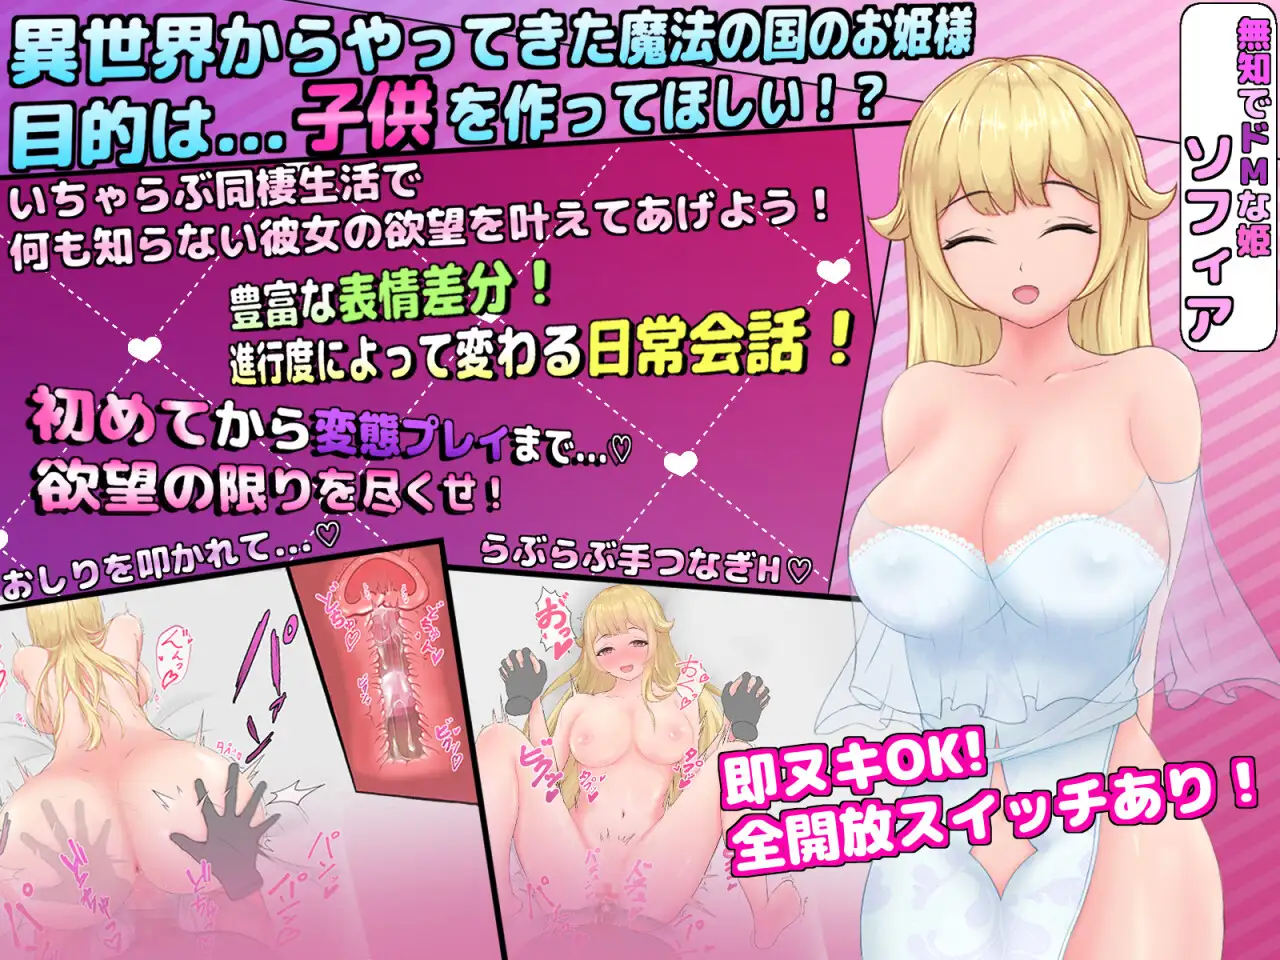 異世界からやってきた魔法の国のお姫様
目的は...子供を作ってほしい！？
無知でドMな姫
ソフィア
いちゃらぶ同棲生活で
何も知らない彼女の欲望を叶えてあげよう！
豊富な表情差分！
進行度によって変わる日常会話！
初めてから変態プレイまで...♡
欲望の限りを尽くせ！
おしりを叩かれて...♡
らぶらぶ手つなぎH♡
即ヌキOK!
全開放スイッチあり！